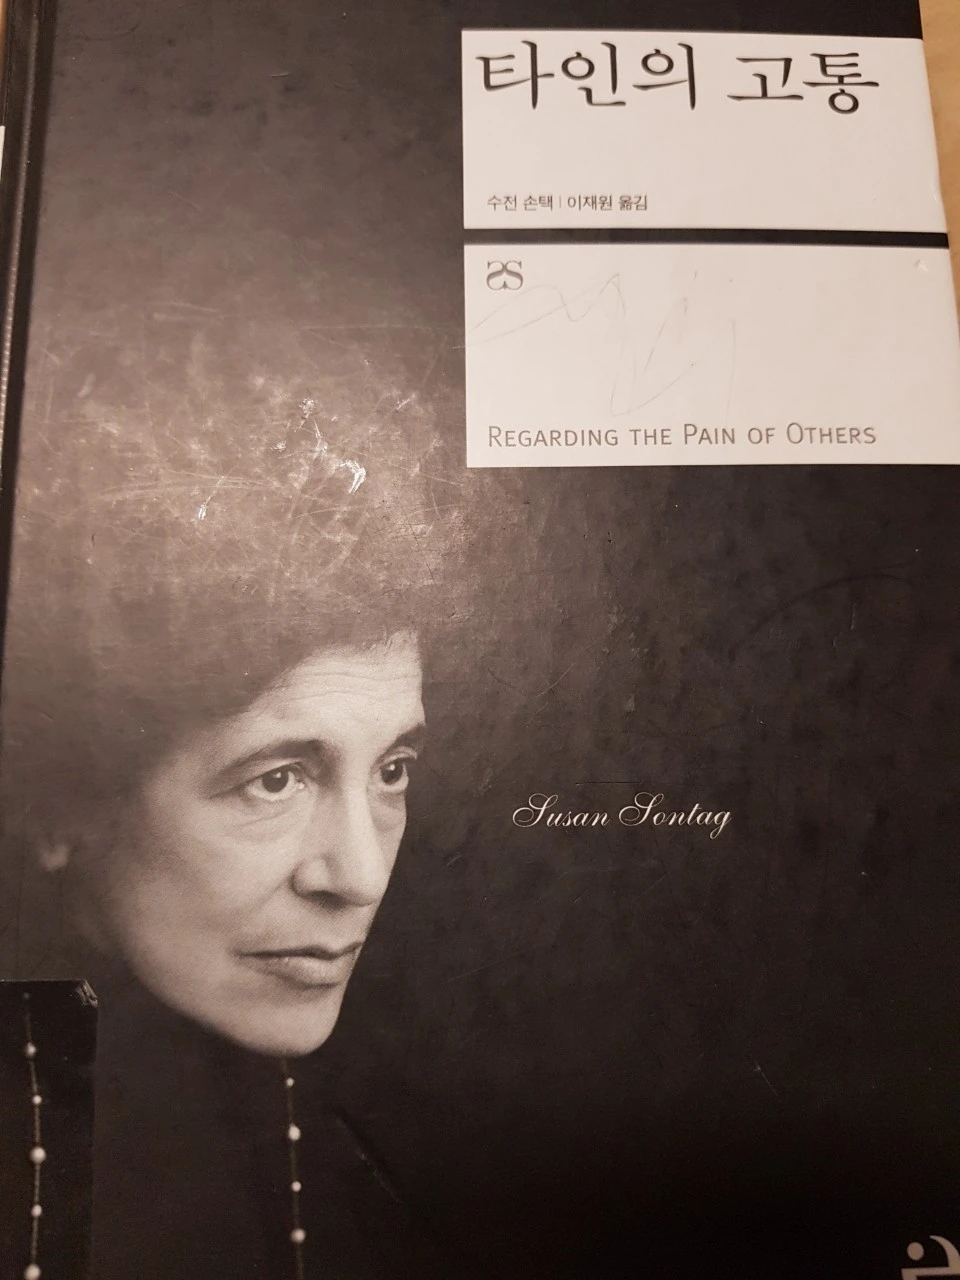 타인의 고통
수전 손택 | 이재원 옮김
REGARDING THE PAIN OF OTHERS
Susan Sontag